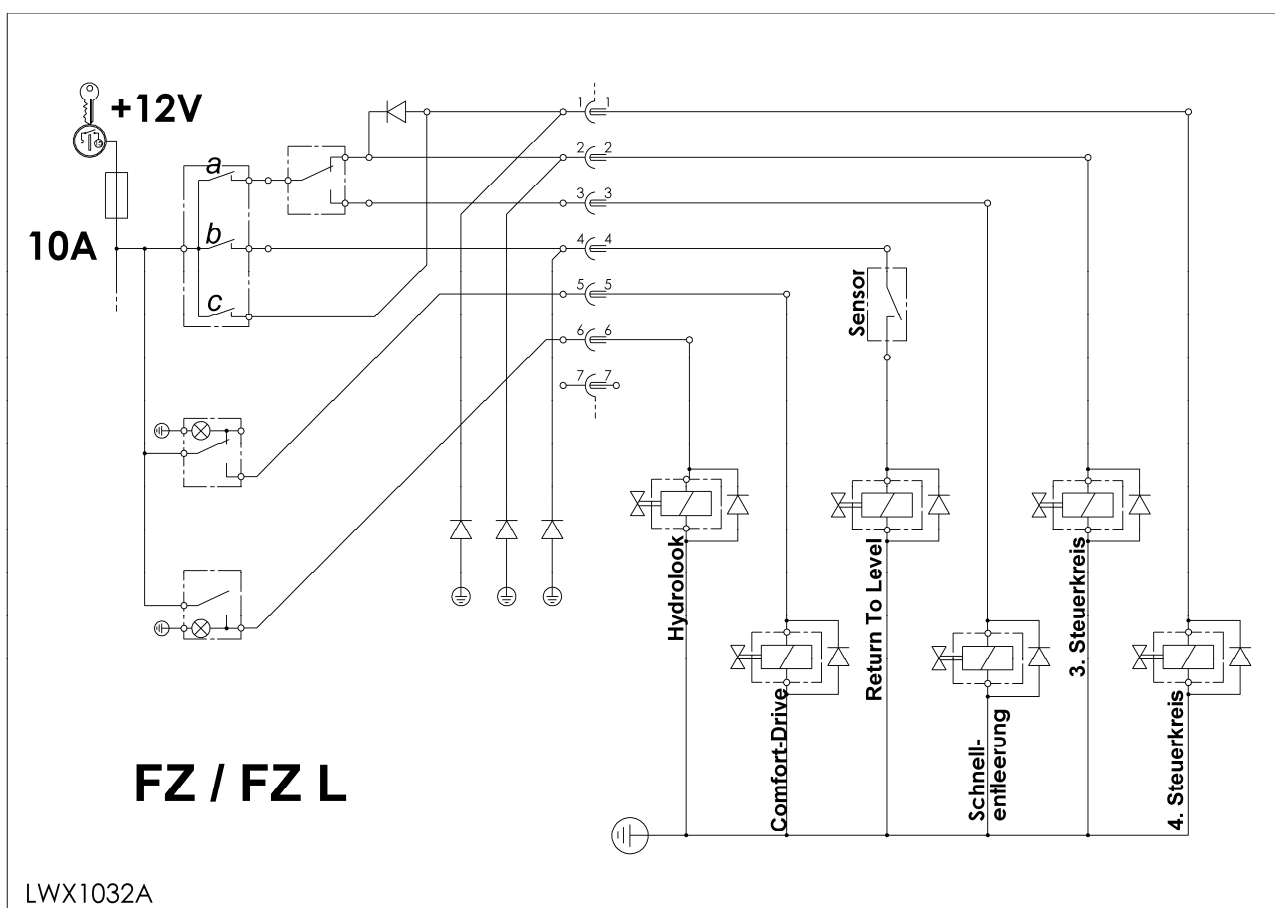 +12V
10A
a
b
c
1 1
2 2
3 3
4 4
5 5
6 6
7 7
Sensor
Hydrolook
Comfort-Drive
Return To Level
Schnell-
entleerung
3. Steuerkreis
4. Steuerkreis
FZ / FZ L
LWX1032A